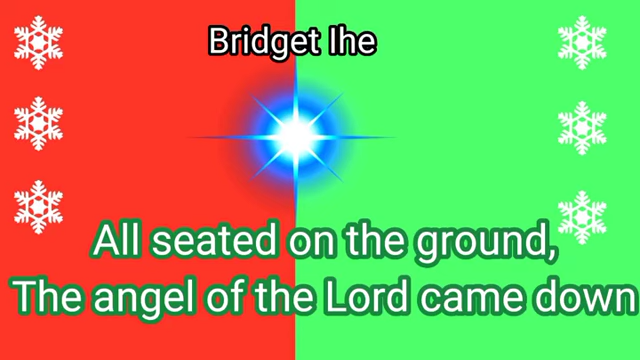 Bridget Ihe
All seated on the ground,
The angel of the Lord came down